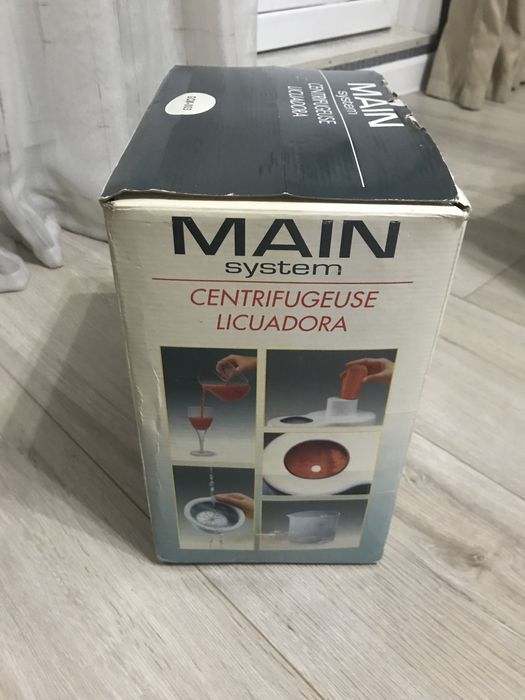 MAIN
system
CENTRIFUGEUSE
LICUADORA
MAIN
system
CENTRIFUGEUSE
LICUADORA